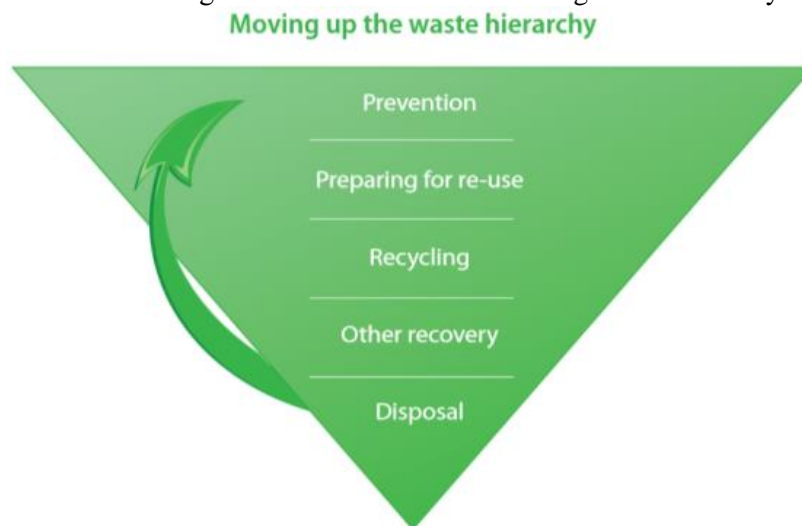 Moving up the waste hierarchy
Prevention
Preparing for re-use
Recycling
Other recovery
Disposal